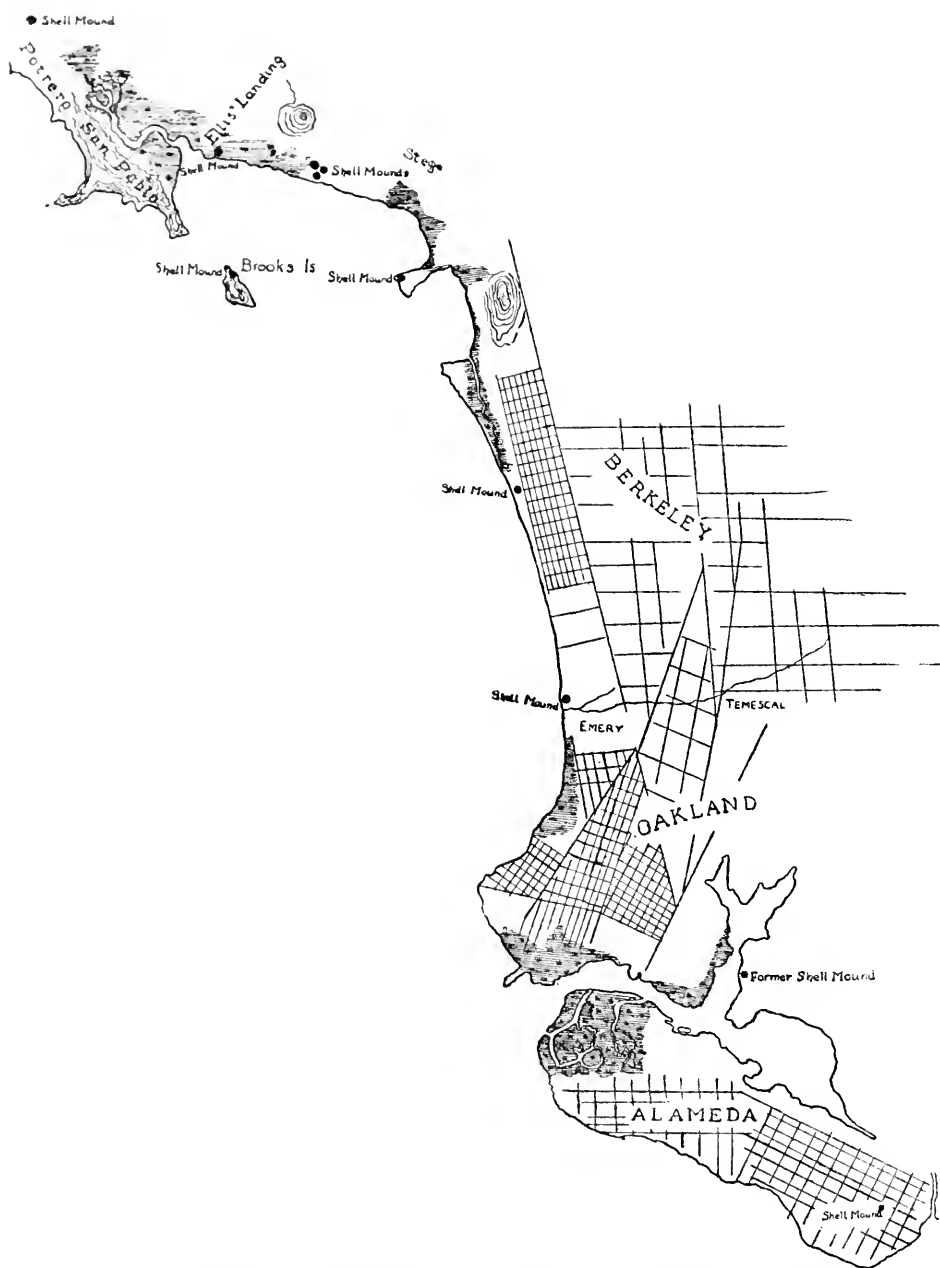 Shell Mound
Potrero San Pablo
Ellis' Landing
Shell Mound
Shell Mounds
Stege
Shell Mound
Brooks Is
Shell Mound
BERKELEY
Shell Mound
Shell Mound
TEMESCAL
EMERY
OAKLAND
Former Shell Mound
ALAMEDA
Shell Mound